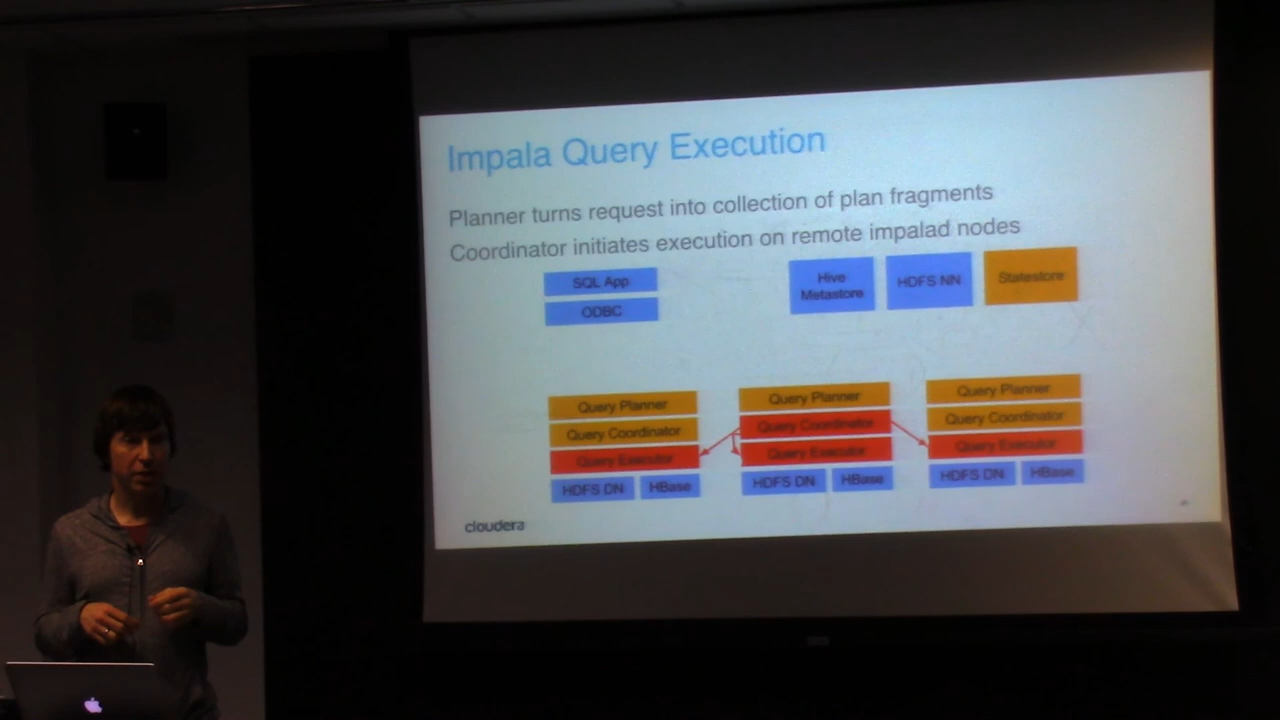 Impala Query Execution
Planner turns request into collection of plan fragments
Coordinator initiates execution on remote impalad nodes
SQL App
ODBC
Hive
Metastore
HDFS NN
Statestore
Query Planner
Query Coordinator
Query Executor
HDFS DN
HBase
Query Planner
Query Coordinator
Query Executor
HDFS DN
HBase
Query Planner
Query Coordinator
Query Executor
HDFS DN
HBase
cloudera